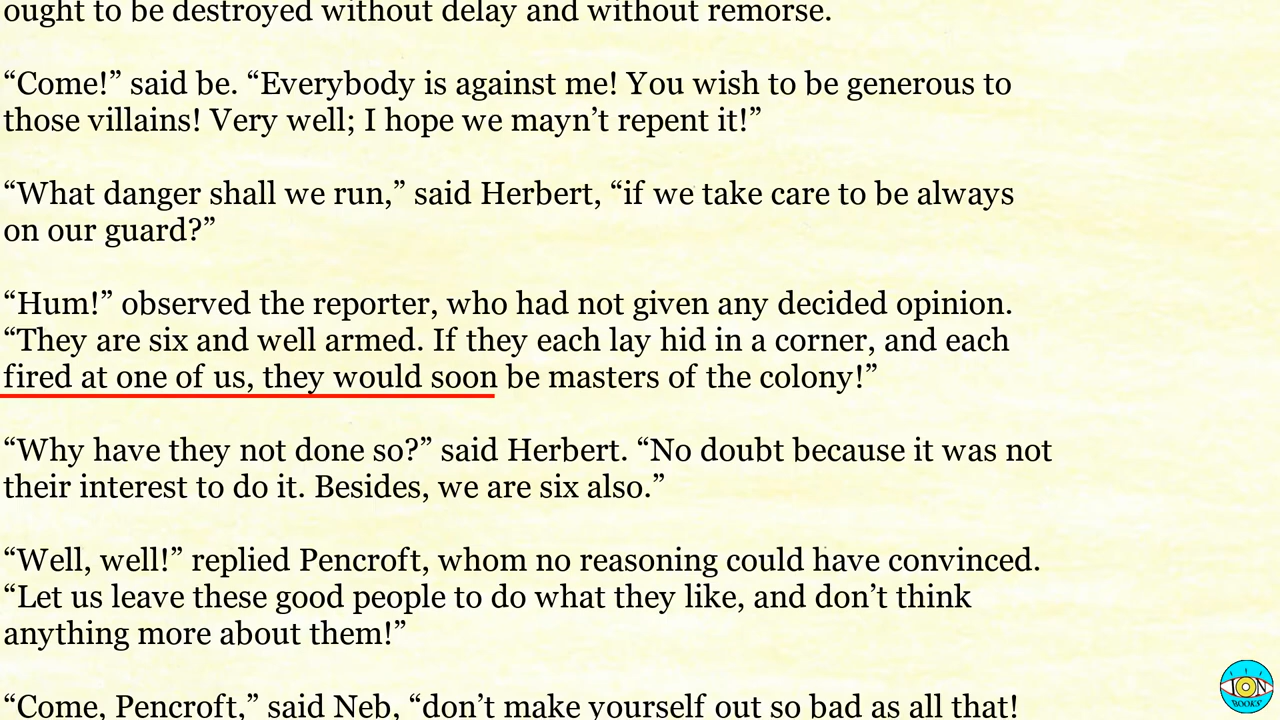 ought to be destroyed without delay and without remorse.
“Come!” said be. “Everybody is against me! You wish to be generous to
those villains! Very well; I hope we mayn’t repent it!”
“What danger shall we run,” said Herbert, “if we take care to be always
on our guard?”
“Hum!” observed the reporter, who had not given any decided opinion.
“They are six and well armed. If they each lay hid in a corner, and each
fired at one of us, they would soon be masters of the colony!”
“Why have they not done so?” said Herbert. “No doubt because it was not
their interest to do it. Besides, we are six also.”
“Well, well!” replied Pencroft, whom no reasoning could have convinced.
“Let us leave these good people to do what they like, and don’t think
anything more about them!”
“Come, Pencroft,” said Neb, “don’t make yourself out so bad as all that!
ION
BOOKS